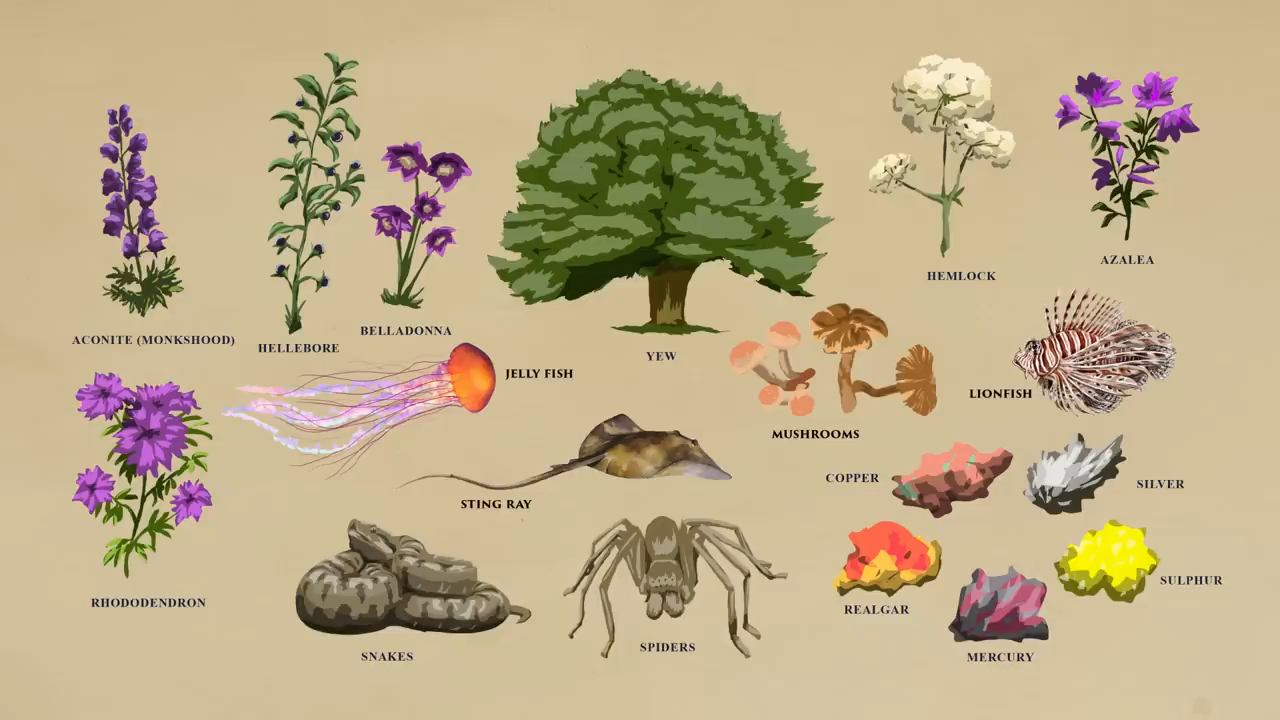 ACONITE (MONKSHOOD)
HELLEBORE
BELLADONNA
YEW
HEMLOCK
AZALEA
JELLY FISH
LIONFISH
MUSHROOMS
STING RAY
COPPER
SILVER
RHODODENDRON
SNAKES
SPIDERS
REALGAR
SULPHUR
MERCURY